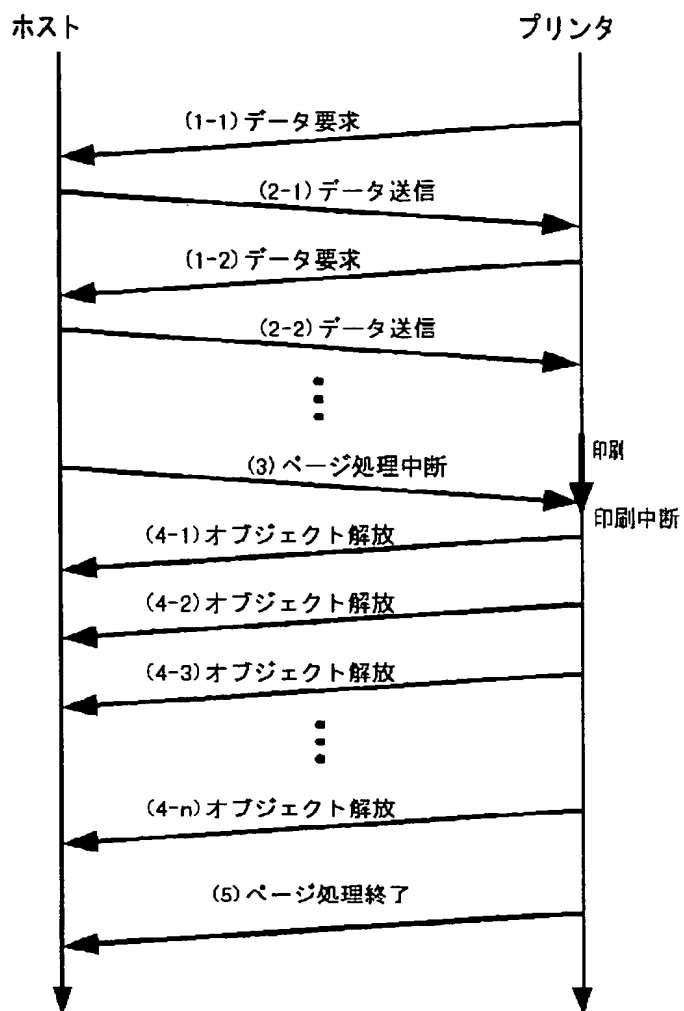 ホスト
プリンタ
(1-1)データ要求
(2-1)データ送信
(1-2)データ要求
(2-2)データ送信
印刷
(3)ページ処理中断
印刷中断
(4-1)オブジェクト解放
(4-2)オブジェクト解放
(4-3)オブジェクト解放
(4-n)オブジェクト解放
(5)ページ処理終了